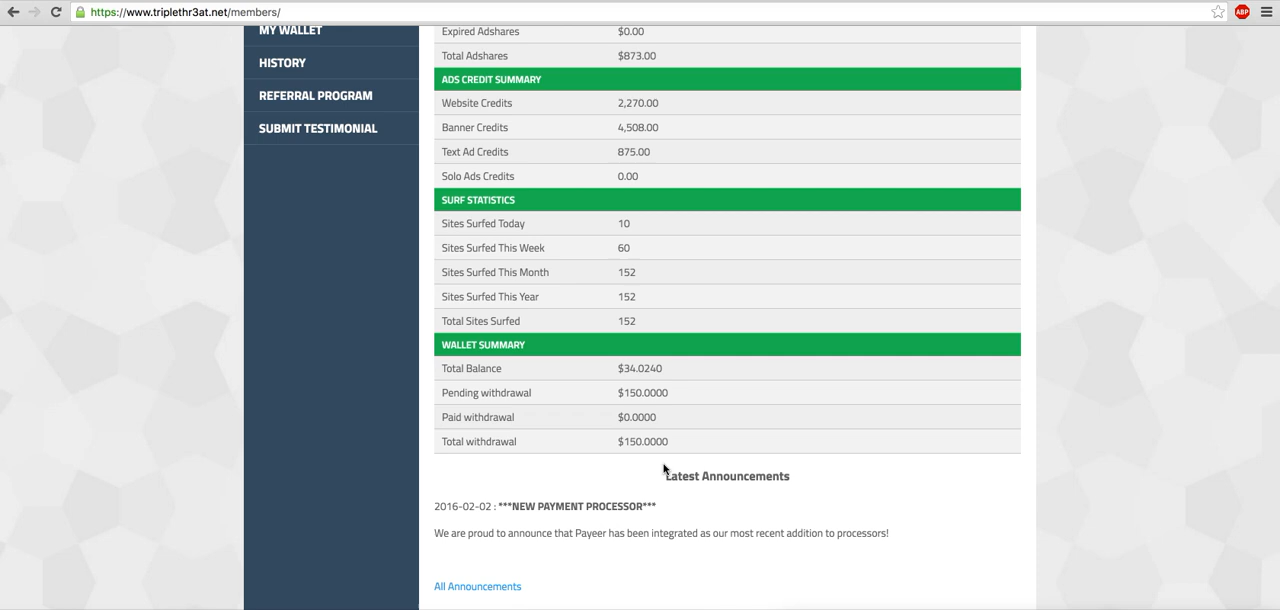 https://www.triplethr3at.net/members/
ABP
MY WALLET
HISTORY
REFERRAL PROGRAM
SUBMIT TESTIMONIAL
Expired Adshares $0.00
Total Adshares $873.00
ADS CREDIT SUMMARY
Website Credits 2,270.00
Banner Credits 4,508.00
Text Ad Credits 875.00
Solo Ads Credits 0.00
SURF STATISTICS
Sites Surfed Today 10
Sites Surfed This Week 60
Sites Surfed This Month 152
Sites Surfed This Year 152
Total Sites Surfed 152
WALLET SUMMARY
Total Balance $34.0240
Pending withdrawal $150.0000
Paid withdrawal $0.0000
Total withdrawal $150.0000
Latest Announcements
2016-02-02 : ***NEW PAYMENT PROCESSOR***
We are proud to announce that Payeer has been integrated as our most recent addition to processors!
All Announcements